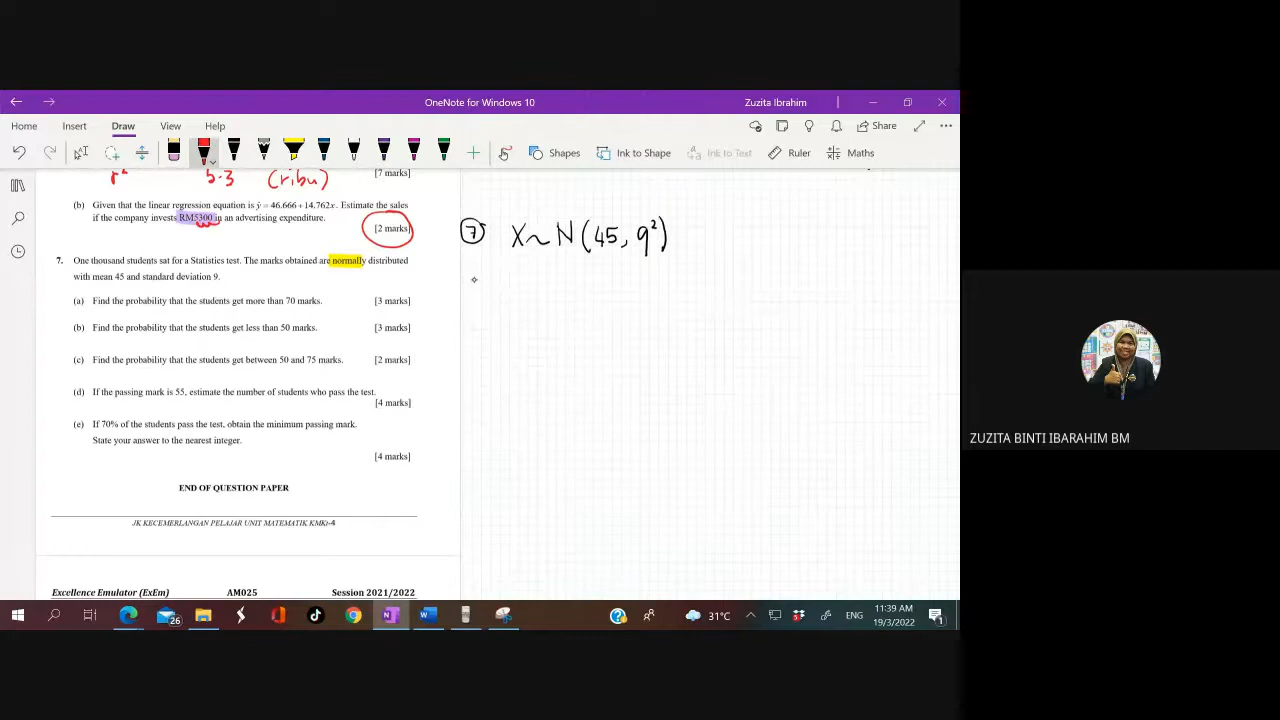 OneNote for Windows 10
Zuzita Ibrahim
Home Insert Draw View Help
Share
Shapes Ink to Shape Ink to Text Ruler Maths
r² b-3 (ribu)
[7 marks]
(b) Given that the linear regression equation is ŷ = 46.666 + 14.762x. Estimate the sales
if the company invests RM5300 in an advertising expenditure.
[2 marks]
7. One thousand students sat for a Statistics test. The marks obtained are normally distributed
with mean 45 and standard deviation 9.
(a) Find the probability that the students get more than 70 marks. [3 marks]
(b) Find the probability that the students get less than 50 marks. [3 marks]
(c) Find the probability that the students get between 50 and 75 marks. [2 marks]
(d) If the passing mark is 55, estimate the number of students who pass the test.
[4 marks]
(e) If 70% of the students pass the test, obtain the minimum passing mark.
State your answer to the nearest integer.
[4 marks]
END OF QUESTION PAPER
JK KECEMERLANGAN PELAJAR UNIT MATEMATIK KMKt-4
Excellence Emulator (ExEm) AM025 Session 2021/2022
7 X~N(45, 9²)
ZUZITA BINTI IBARAHIM BM
26
31°C
ENG
11:39 AM
19/3/2022
1